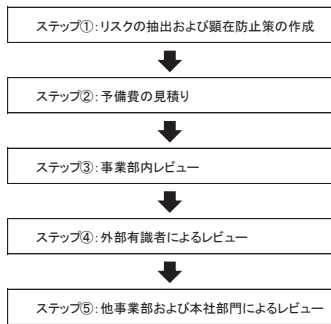 ステップ①：リスクの抽出および顕在防止策の作成
ステップ②：予備費の見積り
ステップ③：事業部内レビュー
ステップ④：外部有識者によるレビュー
ステップ⑤：他事業部および本社部門によるレビュー